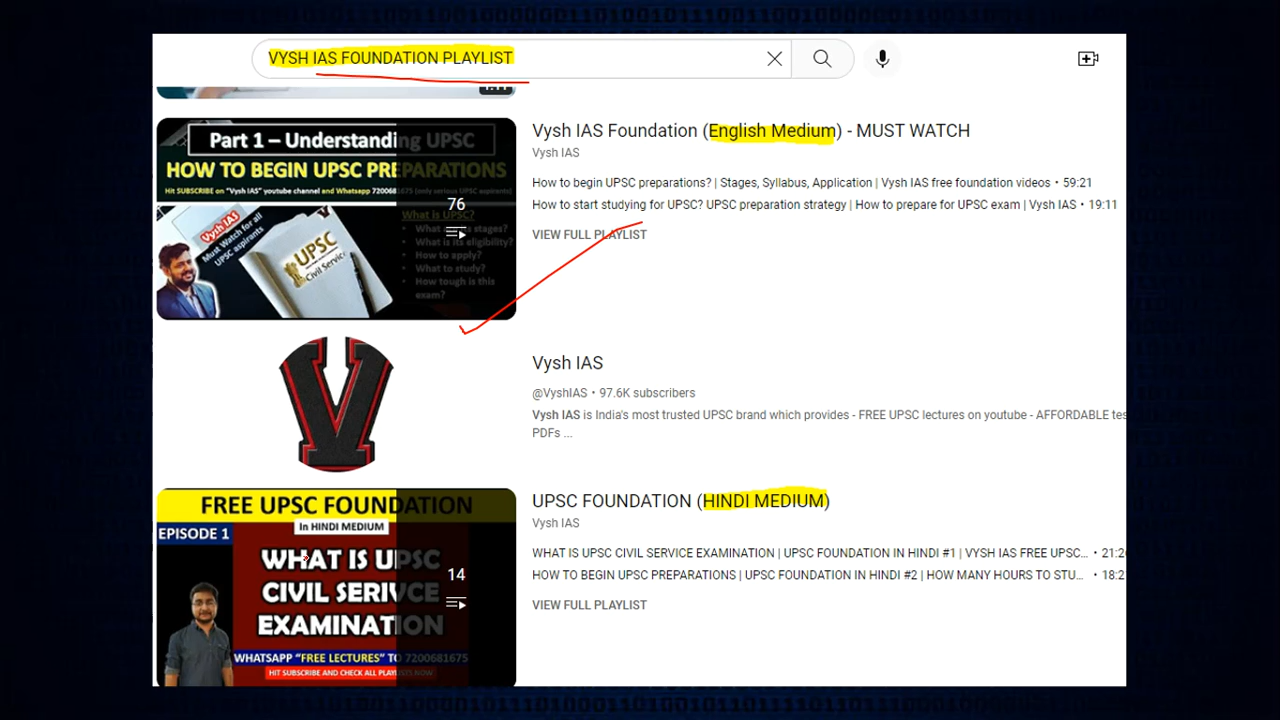 VYSH IAS FOUNDATION PLAYLIST
Part 1 – Understanding UPSC
HOW TO BEGIN UPSC PREPARATIONS
Hit SUBSCRIBE on "Vysh IAS" youtube channel and Whatsapp 7200681675 (only serious UPSC aspirants)
Vysh IAS
Must Watch for all
UPSC aspirants
UPSC
Civil Service
What is UPSC?
• What are its stages?
• What is its eligibility?
• How to apply?
• What to study?
• How tough is this
exam?
76
Vysh IAS Foundation (English Medium) - MUST WATCH
Vysh IAS
How to begin UPSC preparations? | Stages, Syllabus, Application | Vysh IAS free foundation videos • 59:21
How to start studying for UPSC? UPSC preparation strategy | How to prepare for UPSC exam | Vysh IAS • 19:11
VIEW FULL PLAYLIST
V
Vysh IAS
@VyshIAS • 97.6K subscribers
Vysh IAS is India's most trusted UPSC brand which provides - FREE UPSC lectures on youtube - AFFORDABLE
PDFs ...
FREE UPSC FOUNDATION
In HINDI MEDIUM
EPISODE 1
WHAT IS UPSC
CIVIL SERIVCE
EXAMINATION
WHATSAPP "FREE LECTURES" TO 7200681675
HIT SUBSCRIBE AND CHECK ALL PLAYLISTS NOW
14
UPSC FOUNDATION (HINDI MEDIUM)
Vysh IAS
WHAT IS UPSC CIVIL SERVICE EXAMINATION | UPSC FOUNDATION IN HINDI #1 | VYSH IAS FREE UPSC... •
HOW TO BEGIN UPSC PREPARATIONS | UPSC FOUNDATION IN HINDI #2 | HOW MANY HOURS TO STU... •
VIEW FULL PLAYLIST